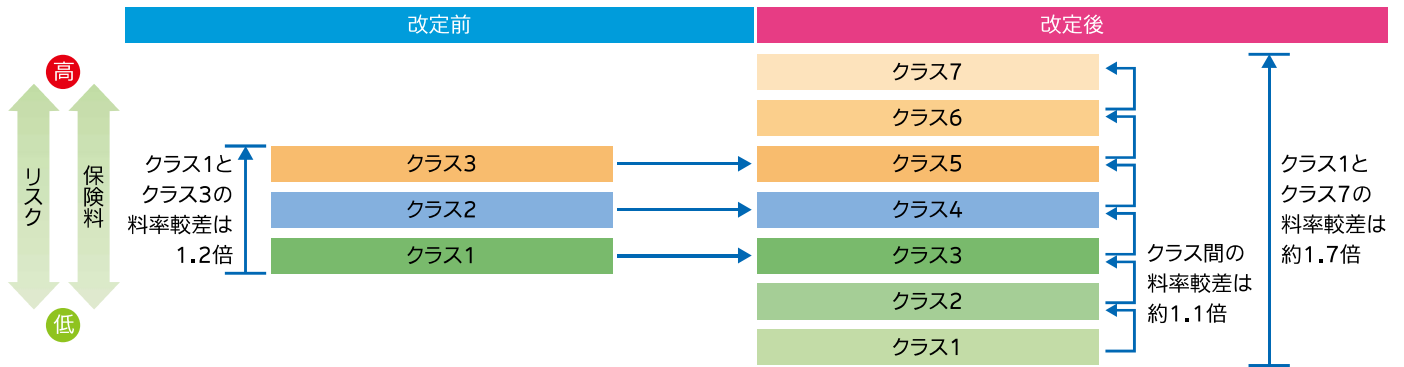 改定前
改定後
高
リスク
保険料
低
クラス1と
クラス3の
料率較差は
1.2倍
クラス3
クラス2
クラス1
クラス7
クラス6
クラス5
クラス4
クラス3
クラス2
クラス1
クラス間の
料率較差は
約1.1倍
クラス1と
クラス7の
料率較差は
約1.7倍